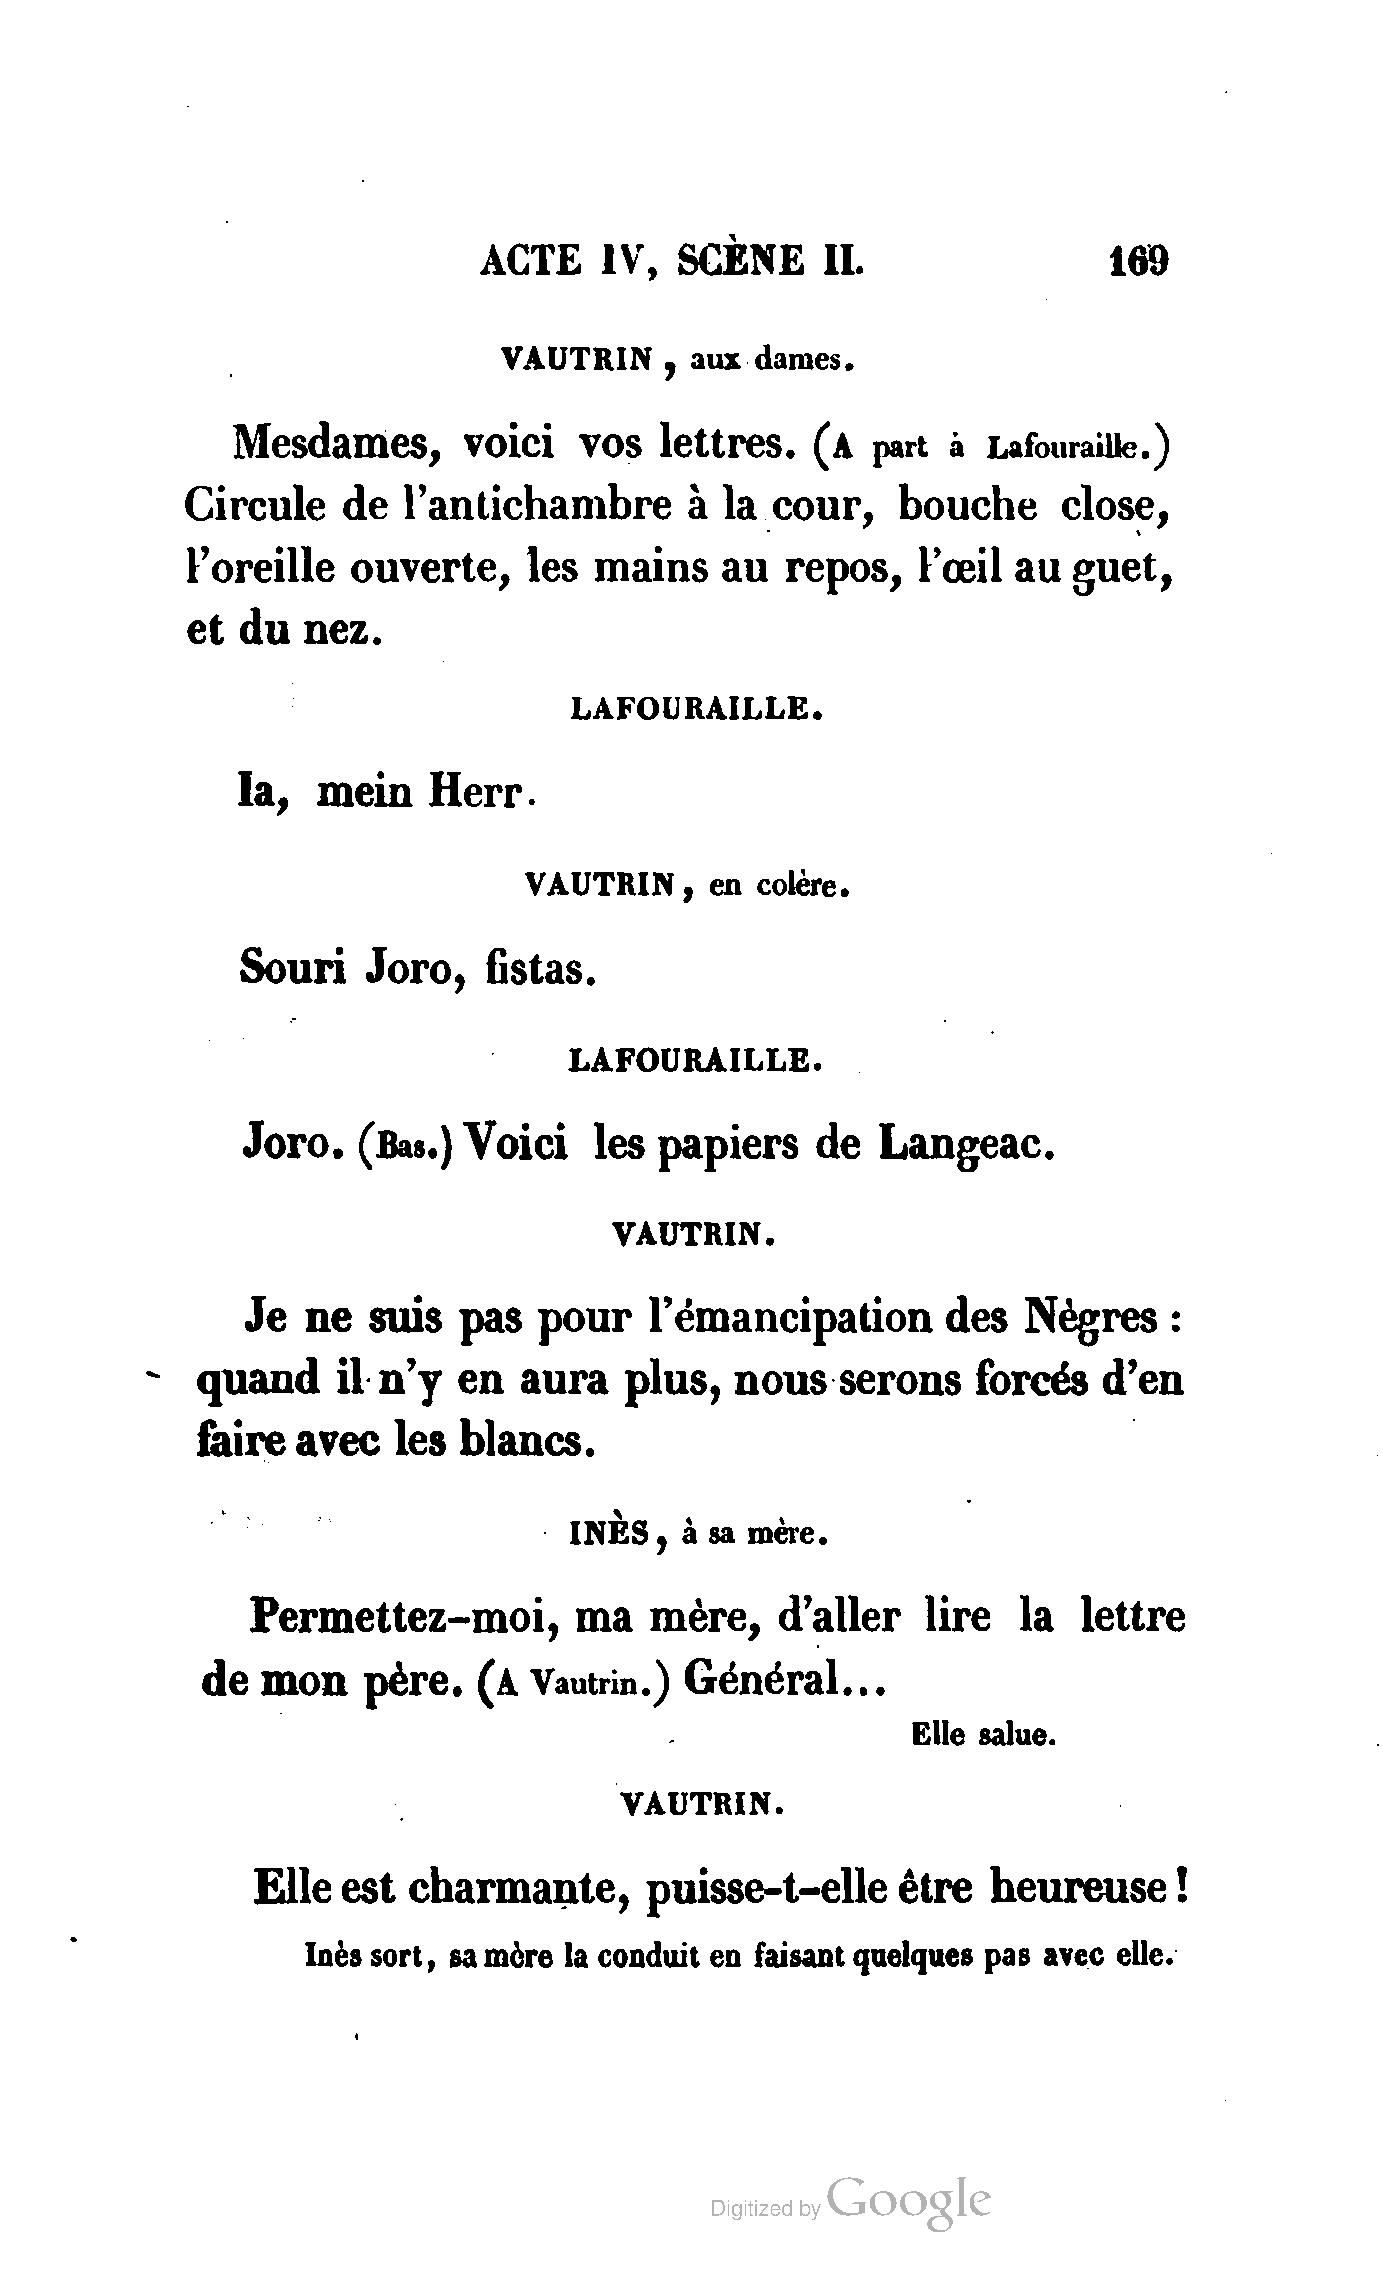 ACTE IV, SCÈNE II. 169
VAUTRIN, aux dames.
Mesdames, voici vos lettres. (A part à Lafouraille.)
Circule de l'antichambre à la cour, bouche close,
l'oreille ouverte, les mains au repos, l'œil au guet,
et du nez.
LAFOURAILLE.
Ia, mein Herr.
VAUTRIN, en colère.
Souri Joro, fistas.
LAFOURAILLE.
Joro. (Bas.) Voici les papiers de Langeac.
VAUTRIN.
Je ne suis pas pour l'émancipation des Nègres :
quand il n'y en aura plus, nous serons forcés d'en
faire avec les blancs.
INÈS, à sa mère.
Permettez-moi, ma mère, d'aller lire la lettre
de mon père. (A Vautrin.) Général...
Elle salue.
VAUTRIN.
Elle est charmante, puisse-t-elle être heureuse !
Inès sort, sa mère la conduit en faisant quelques pas avec elle.
Digitized by Google